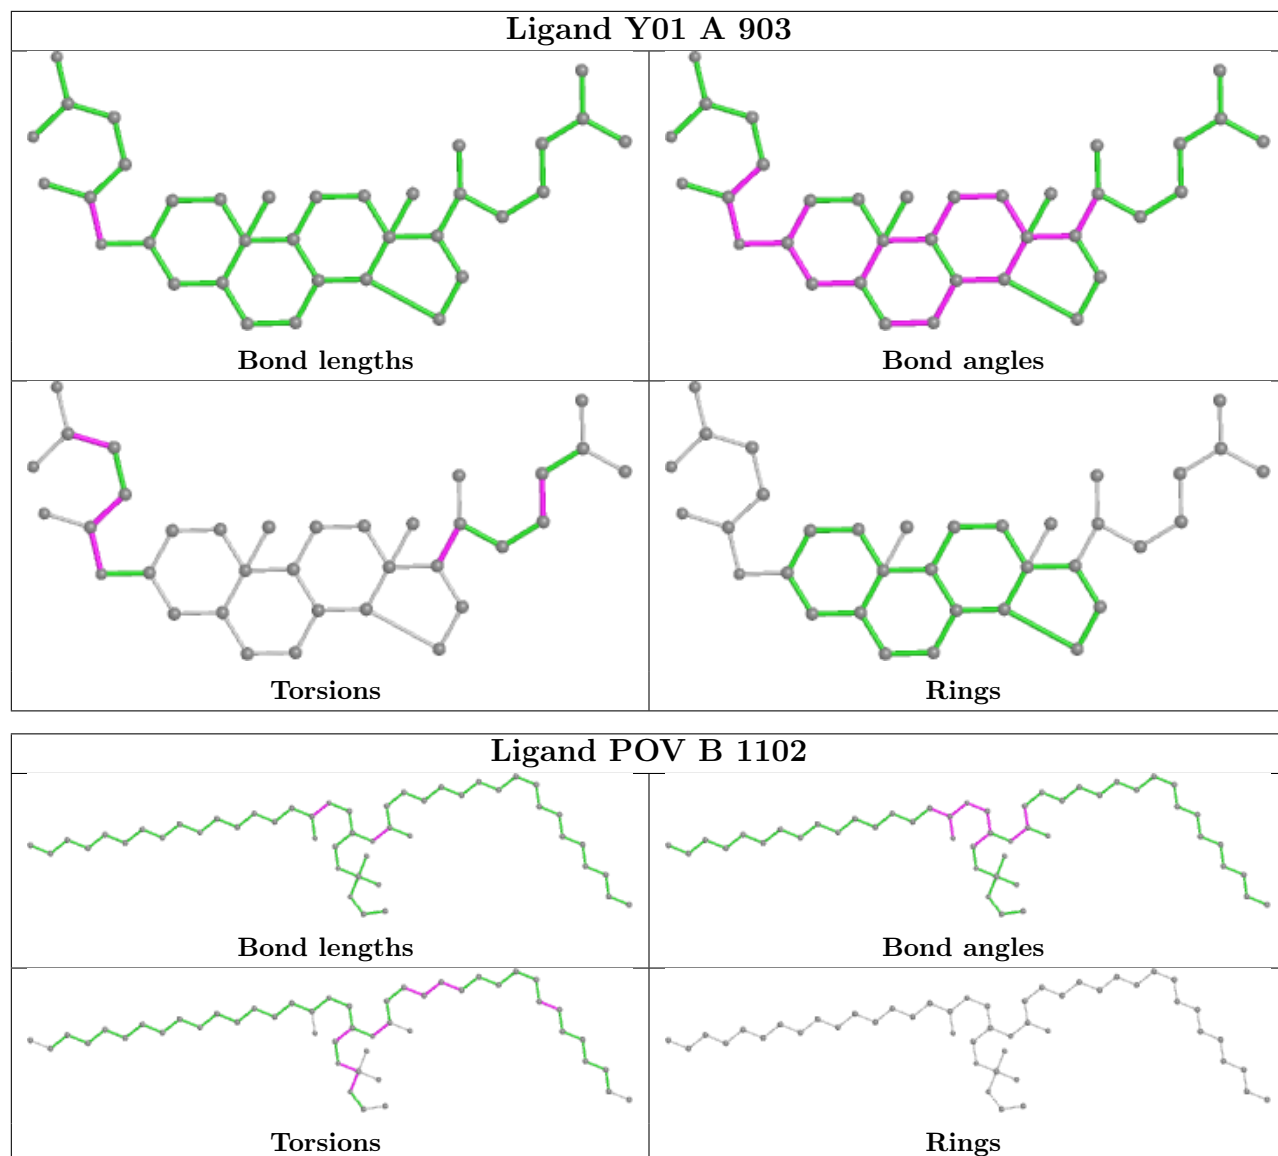 Ligand Y01 A 903
Bond lengths
Bond angles
Torsions
Rings
Ligand POV B 1102
Bond lengths
Bond angles
Torsions
Rings